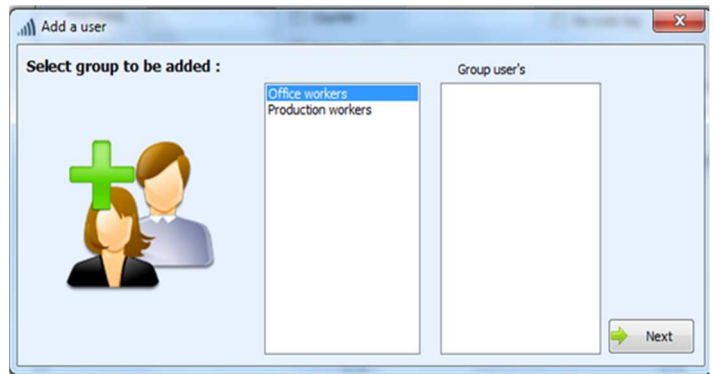 Add a user
Select group to be added :
Group user's
Office workers
Production workers
Next